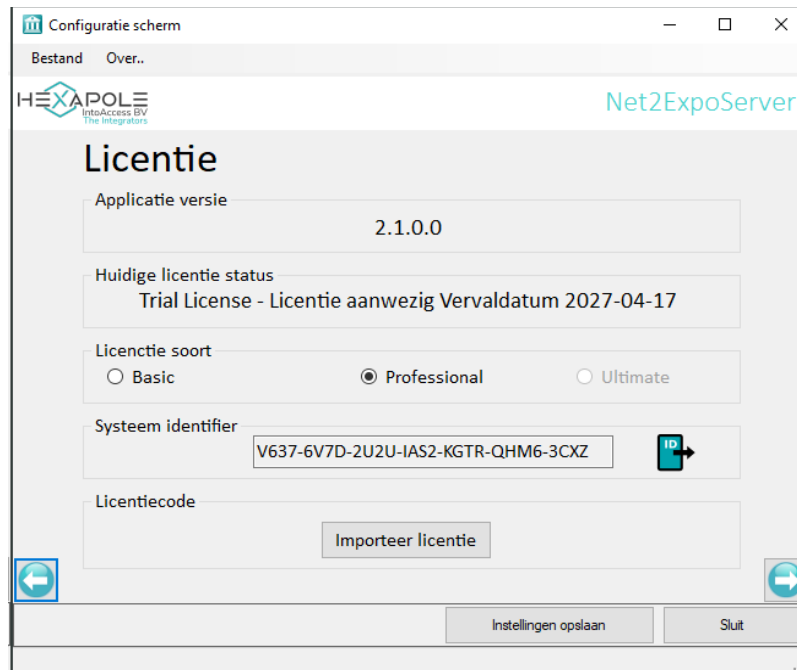 Configuratie scherm
Bestand Over..
HEXAPOLE
IntoAccess BV
The Integrators
Net2ExpoServer
Licentie
Applicatie versie
2.1.0.0
Huidige licentie status
Trial License - Licentie aanwezig Vervaldatum 2027-04-17
Licenctie soort
Basic Professional Ultimate
Systeem identifier
V637-6V7D-2U2U-IAS2-KGTR-QHM6-3CXZ
ID
Licentiecode
Importeer licentie
Instellingen opslaan Sluit